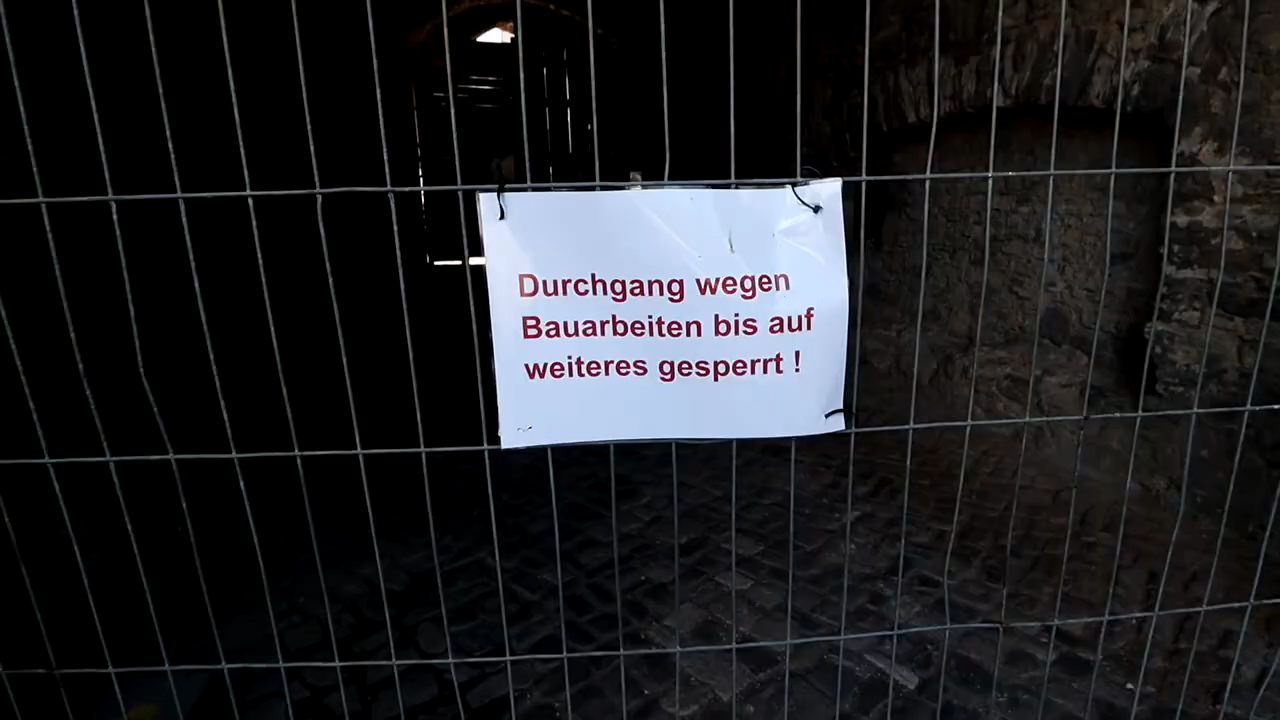 Durchgang wegen
Bauarbeiten bis auf
weiteres gesperrt !